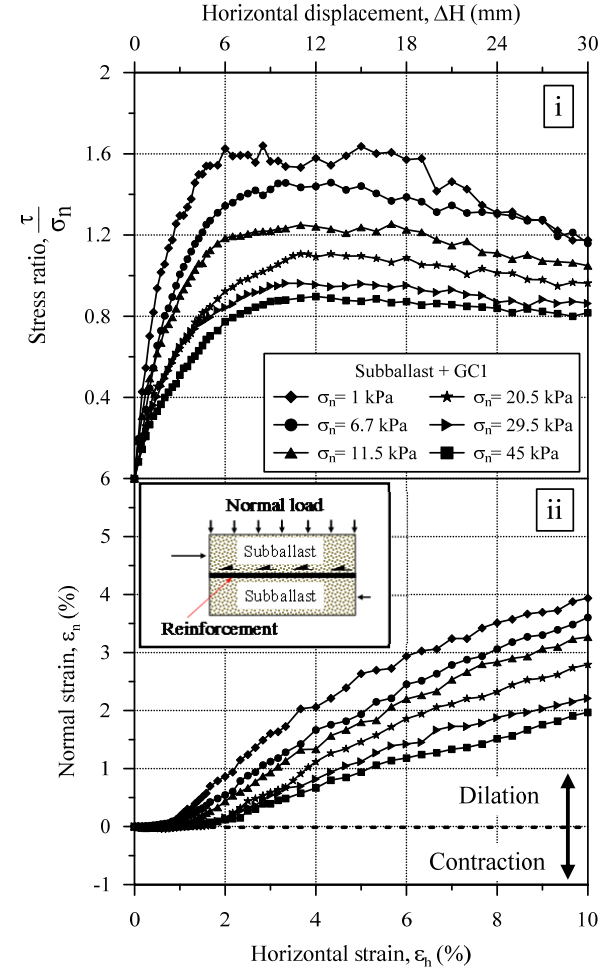 Horizontal displacement, ΔH (mm)
0 6 12 18 24 30
2
1.6
1.2
0.8
0.4
6
Stress ratio, τ/σn
i
Subballast + GC1
σn= 1 kPa
σn= 6.7 kPa
σn= 11.5 kPa
σn= 20.5 kPa
σn= 29.5 kPa
σn= 45 kPa
ii
Normal load
Subballast
Subballast
Reinforcement
5
4
3
2
1
0
-1
Normal strain, εn (%)
Dilation
Contraction
0 2 4 6 8 10
Horizontal strain, εh (%)